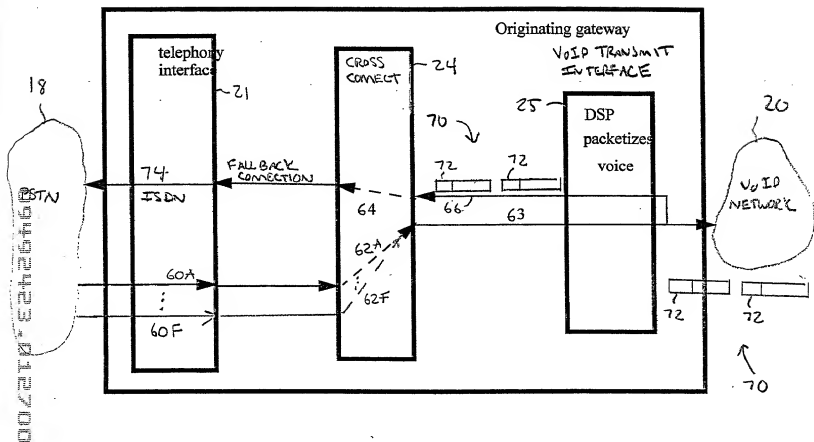 Originating gateway
telephony
interface
CROSS
CONNECT
VoIP TRANSMIT
INTERFACE
18
21
24
25
20
70
DSP
packetizes
voice
72
72
PSTN
74
ISDN
FALLBACK
CONNECTION
64
66
63
VoIP
NETWORK
62A
60A
62F
60F
72
72
70